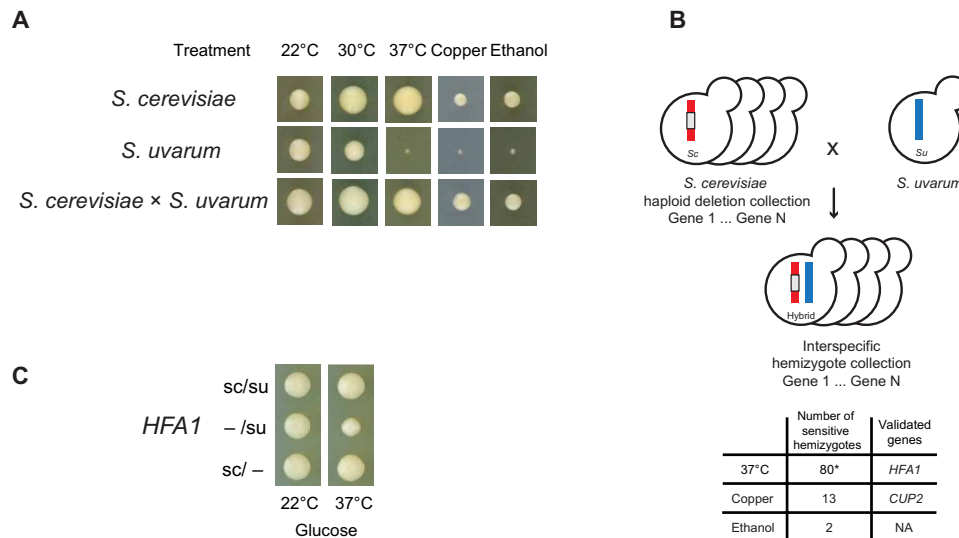 A
Treatment 22°C 30°C 37°C Copper Ethanol
S. cerevisiae
S. uvarum
S. cerevisiae × S. uvarum
B
Sc
x
Su
S. cerevisiae
haploid deletion collection
Gene 1 ... Gene N
S. uvarum
Hybrid
Interspecific
hemizygote collection
Gene 1 ... Gene N
Number of sensitive hemizygotes
Validated genes
37°C 80* HFA1
Copper 13 CUP2
Ethanol 2 NA
C
HFA1
sc/su
– /su
sc/ –
22°C 37°C
Glucose